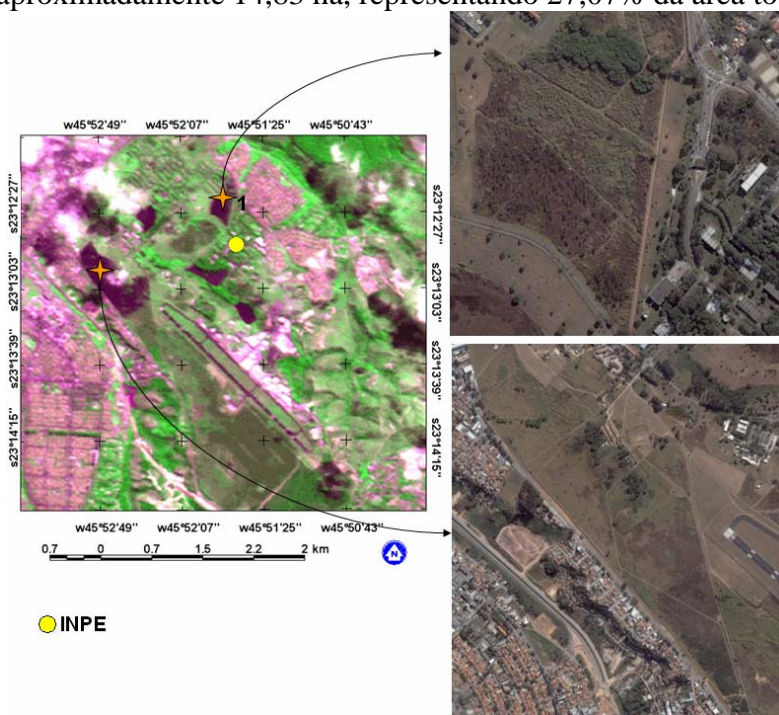 aproximadamente 14,83 ha, representando 27,67% da área to
w45°52'49'' w45°52'07'' w45°51'25'' w45°50'43''
s23°12'27'' s23°12'27''
1
s23°13'03'' s23°13'03''
s23°13'39'' s23°13'39''
s23°14'15'' s23°14'15''
w45°52'49'' w45°52'07'' w45°51'25'' w45°50'43''
0.7 0 0.7 1.5 2.2 2 km
N
INPE